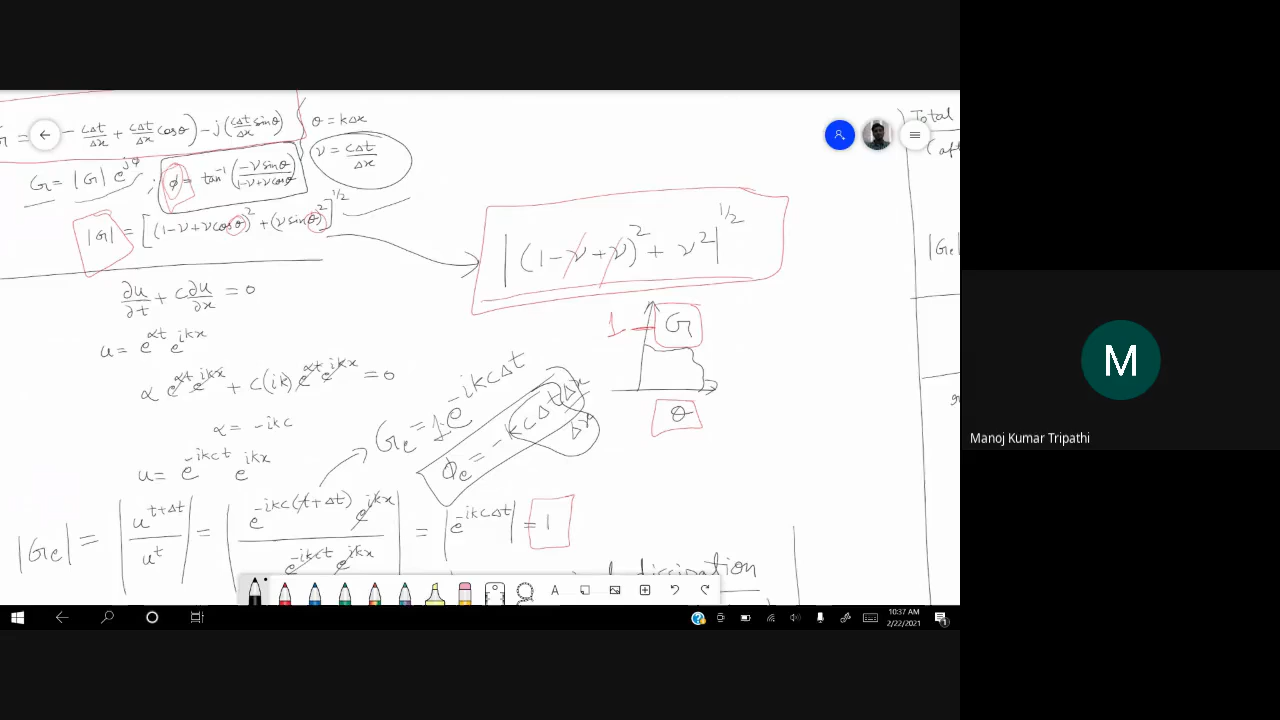 G = - cΔt/Δx + cΔt/Δx cosθ) - j(cΔt/Δx sinθ)
θ = kΔx
G = |G| e^{jφ} ; φ = tan⁻¹(-ν sinθ / 1-ν+ν cosθ)
ν = cΔt/Δx
|G| = [(1-ν+ν cosθ)² + (ν sinθ)²]^{1/2}
|(1-ν+ν)² + ν²|^{1/2}
∂u/∂t + c ∂u/∂x = 0
u = e^{αt} e^{ikx}
α e^{αt} e^{ikx} + c(ik) e^{αt} e^{ikx} = 0
α = -ikc
u = e^{-ikct} e^{ikx}
G_e = 1·e^{-ikcΔt}
φ_e = -kcΔt Δx/Δx
1 G
θ
|G_e| = |u^{t+Δt}/u^t| = |e^{-ikc(t+Δt)} e^{ikx} / e^{-ikct} e^{ikx}| = |e^{-ikcΔt}| = 1
dissipation
Total
|G_e|
M
Manoj Kumar Tripathi
A
10:37 AM
2/22/2021